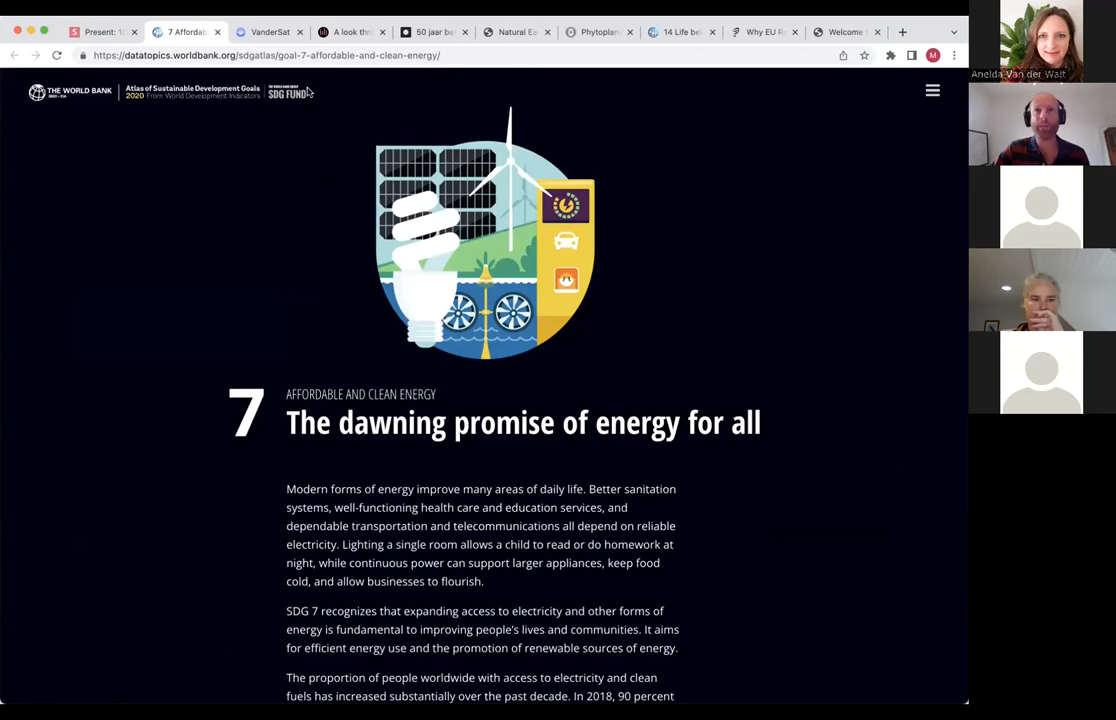 Present: 1
7 Affordab
VanderSat
A look thr
50 jaar be
Natural Ea
Phytoplan
14 Life bel
Why EU R
Welcome
https://datatopics.worldbank.org/sdgatlas/goal-7-affordable-and-clean-energy/
M
THE WORLD BANK
IBRD • IDA
Atlas of Sustainable Development Goals
2020 From World Development Indicators
THE WORLD BANK GROUP
SDG FUND
Anelda Van der Walt
7
AFFORDABLE AND CLEAN ENERGY
The dawning promise of energy for all
Modern forms of energy improve many areas of daily life. Better sanitation
systems, well-functioning health care and education services, and
dependable transportation and telecommunications all depend on reliable
electricity. Lighting a single room allows a child to read or do homework at
night, while continuous power can support larger appliances, keep food
cold, and allow businesses to flourish.
SDG 7 recognizes that expanding access to electricity and other forms of
energy is fundamental to improving people's lives and communities. It aims
for efficient energy use and the promotion of renewable sources of energy.
The proportion of people worldwide with access to electricity and clean
fuels has increased substantially over the past decade. In 2018, 90 percent